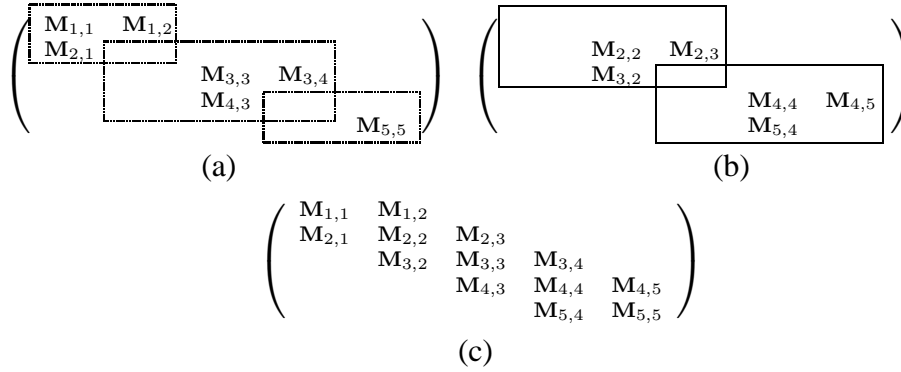 M1,1 M1,2
M2,1
M3,3 M3,4
M4,3
M5,5
(a)
M2,2 M2,3
M3,2
M4,4 M4,5
M5,4
(b)
M1,1 M1,2
M2,1 M2,2 M2,3
M3,2 M3,3 M3,4
M4,3 M4,4 M4,5
M5,4 M5,5
(c)